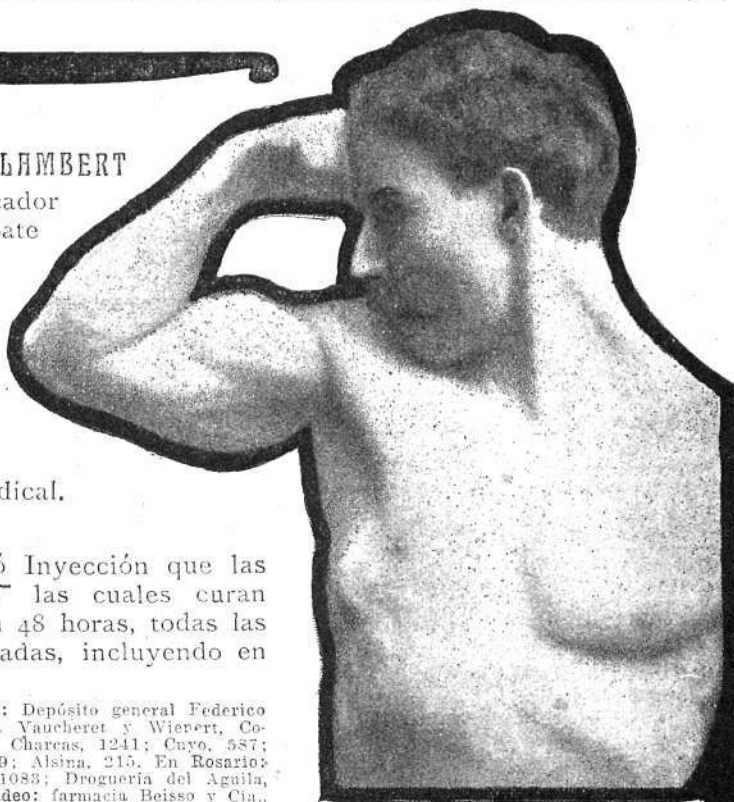 LAMBERT
ador
ate
dical.
ó Inyección que las
las cuales curan
48 horas, todas las
adas, incluyendo en
: Depósito general Federico
Vaucheret y Wiepert, Co-
Charcas, 1241; Cuyo, 587;
9; Alsina, 215. En Rosario:
1083; Droguería del Aguila,
deo: farmacia Beisso y Cía.,